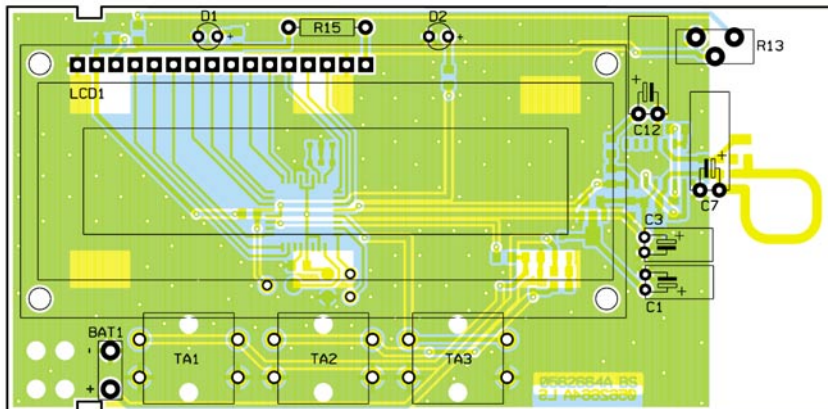 D1 +
R15
D2 +
R13
LCD1
+
C12
+
C7
C3 +
C1 +
BAT1
-
+
TA1
TA2
TA3